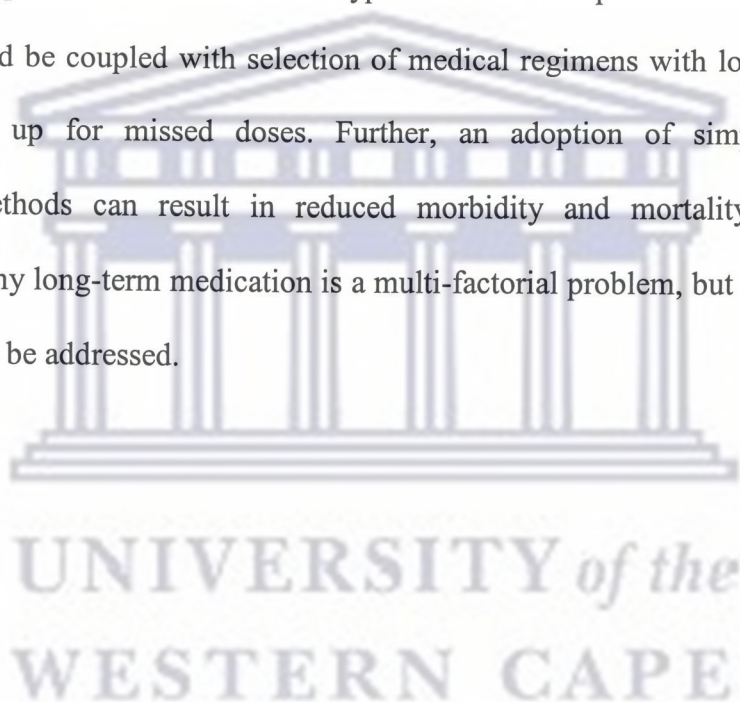 d be coupled with selection of medical regimens with lo
up for missed doses. Further, an adoption of sim
ethods can result in reduced morbidity and mortality
ny long-term medication is a multi-factorial problem, but
be addressed.
UNIVERSITY of the
WESTERN CAPE